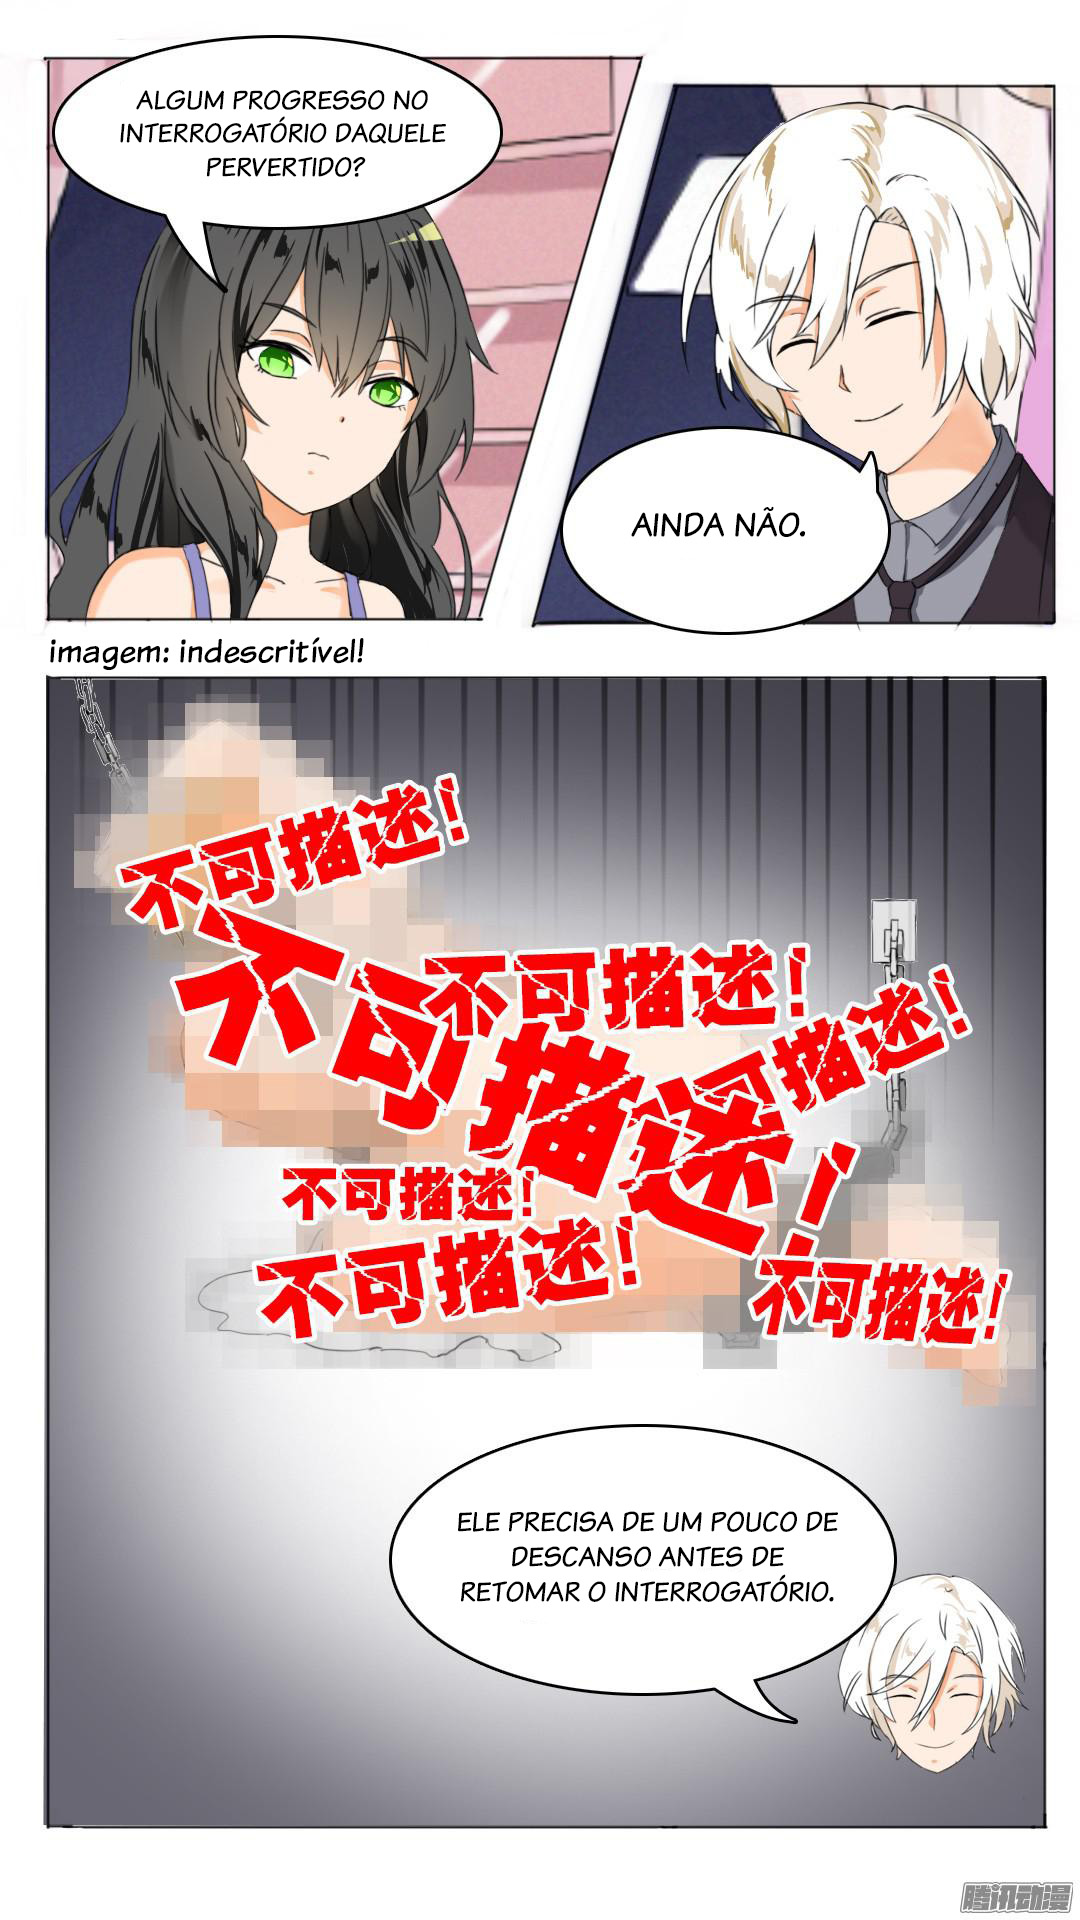 ALGUM PROGRESSO NO
INTERROGATÓRIO DAQUELE
PERVERTIDO?
AINDA NÃO.
imagem: indescritível!
不可描述!
不可描述!
不可描述!
可描述!
不可描述!
不可描述!
不可描述!
ELE PRECISA DE UM POUCO DE
DESCANSO ANTES DE
RETOMAR O INTERROGATÓRIO.
腾讯动漫